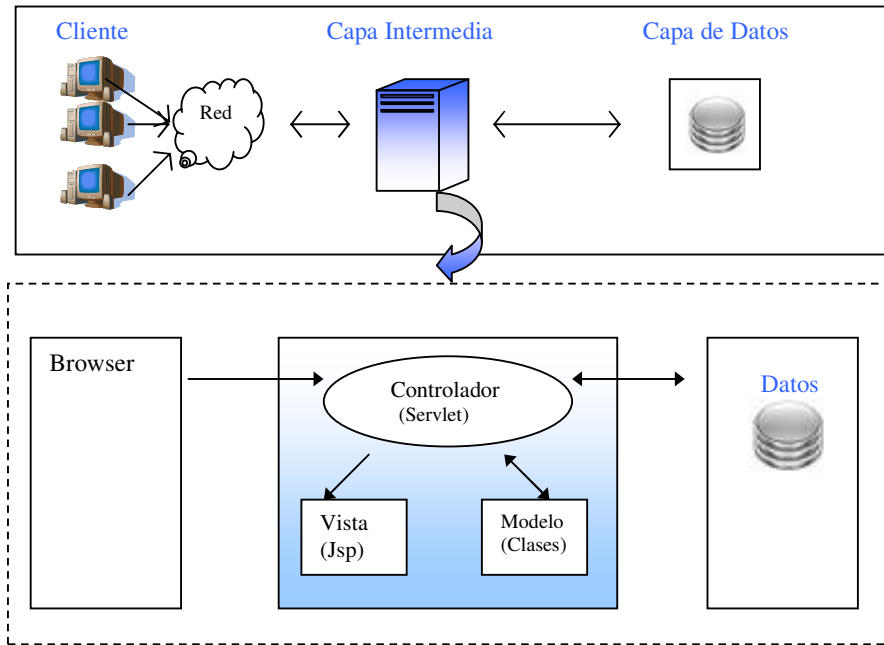 Cliente
Capa Intermedia
Capa de Datos
Red
Browser
Controlador
(Servlet)
Datos
Vista
(Jsp)
Modelo
(Clases)